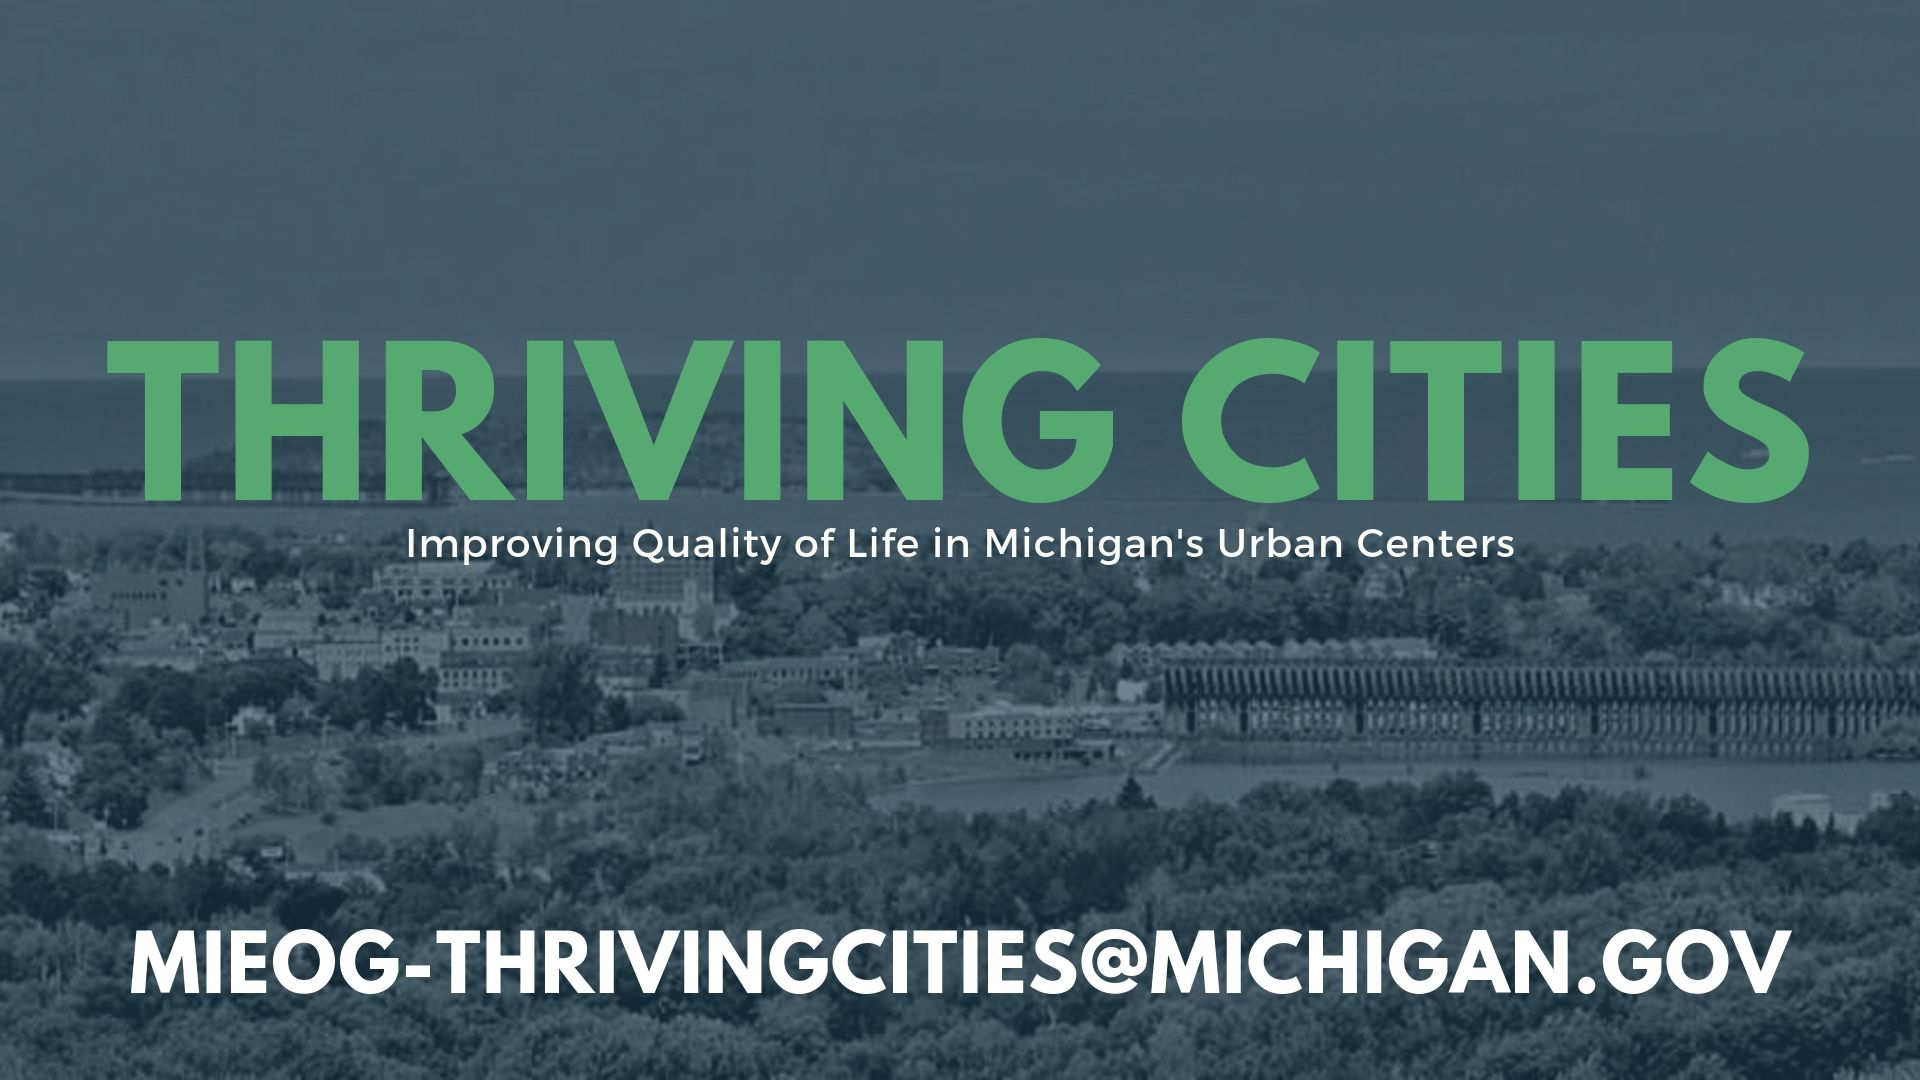 THRIVING CITIES
Improving Quality of Life in Michigan's Urban Centers
MIEOG-THRIVINGCITIES@MICHIGAN.GOV